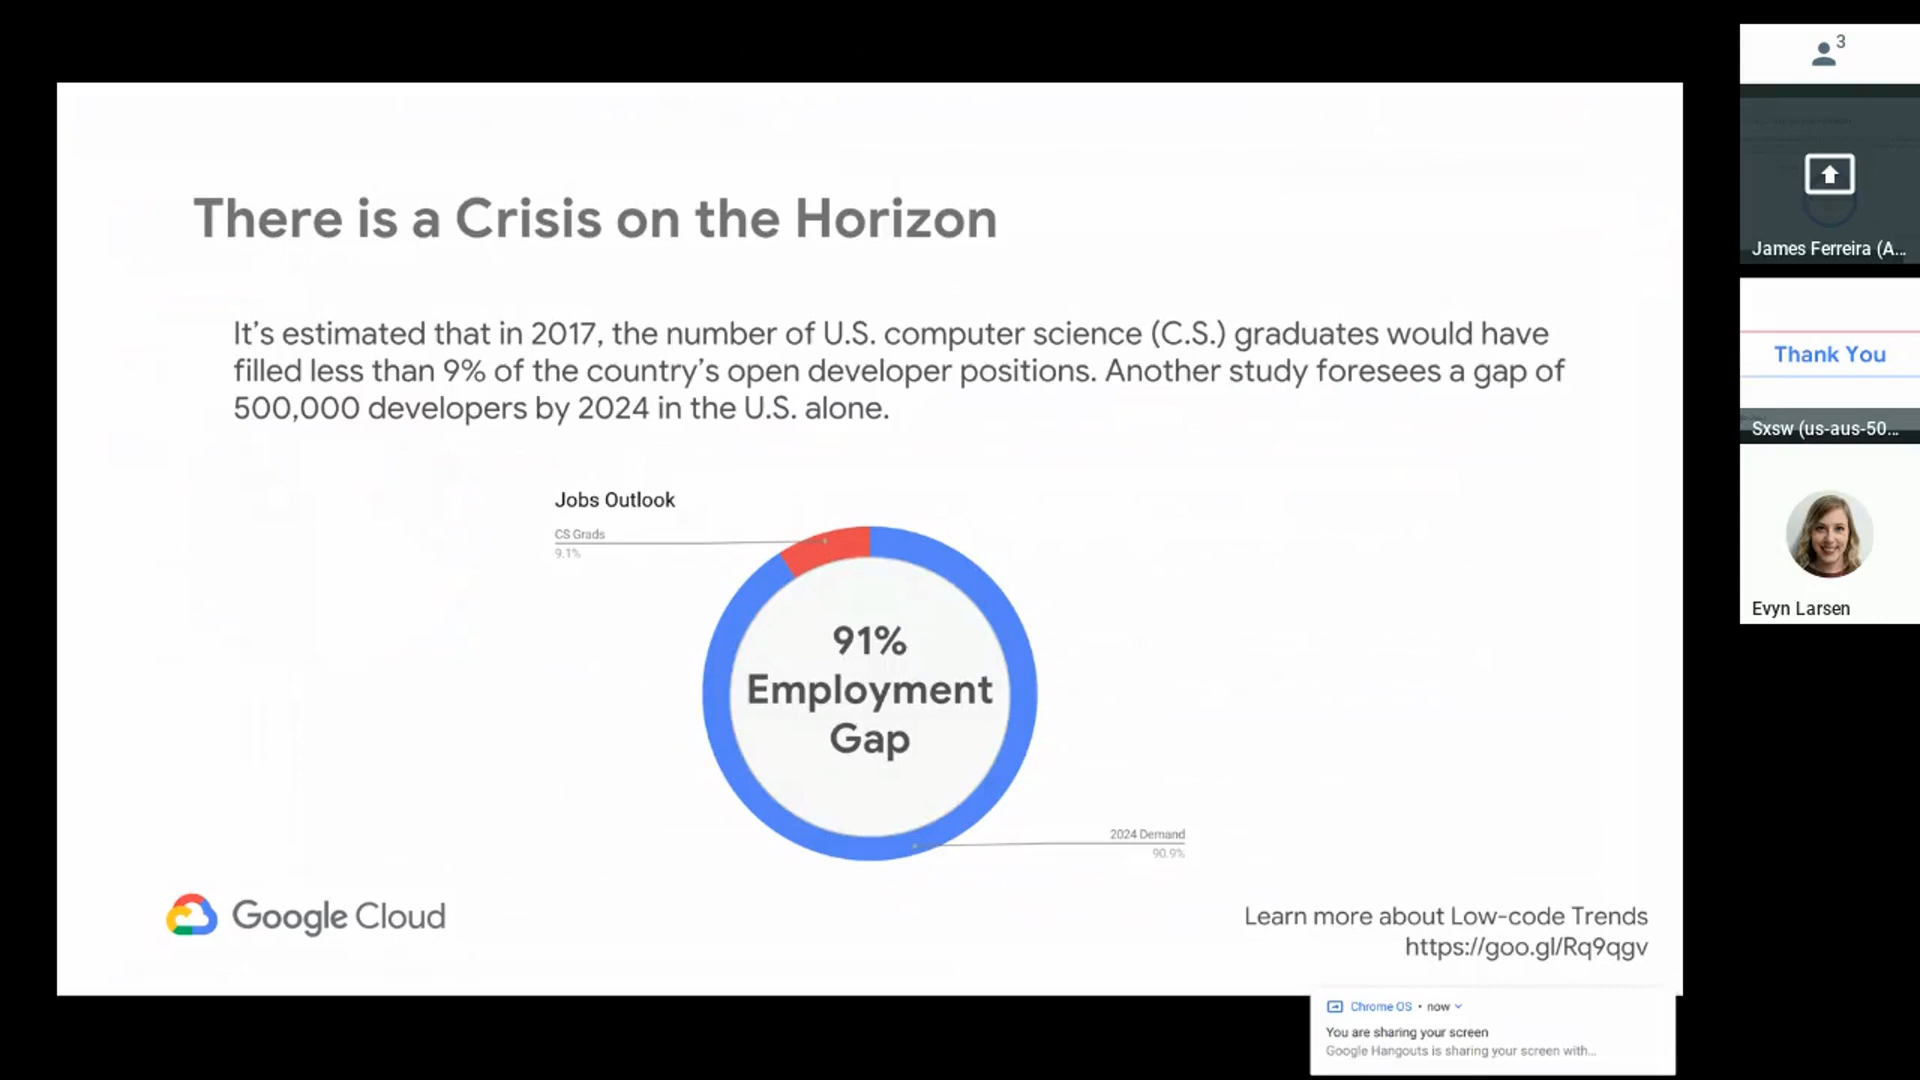 There is a Crisis on the Horizon
It’s estimated that in 2017, the number of U.S. computer science (C.S.) graduates would have
filled less than 9% of the country’s open developer positions. Another study foresees a gap of
500,000 developers by 2024 in the U.S. alone.
Jobs Outlook
CS Grads
9.1%
91%
Employment
Gap
2024 Demand
90.9%
Google Cloud
Learn more about Low-code Trends
https://goo.gl/Rq9qgv
3
James Ferreira (A...
Thank You
Sxsw (us-aus-50...
Evyn Larsen
Chrome OS • now
You are sharing your screen
Google Hangouts is sharing your screen with...